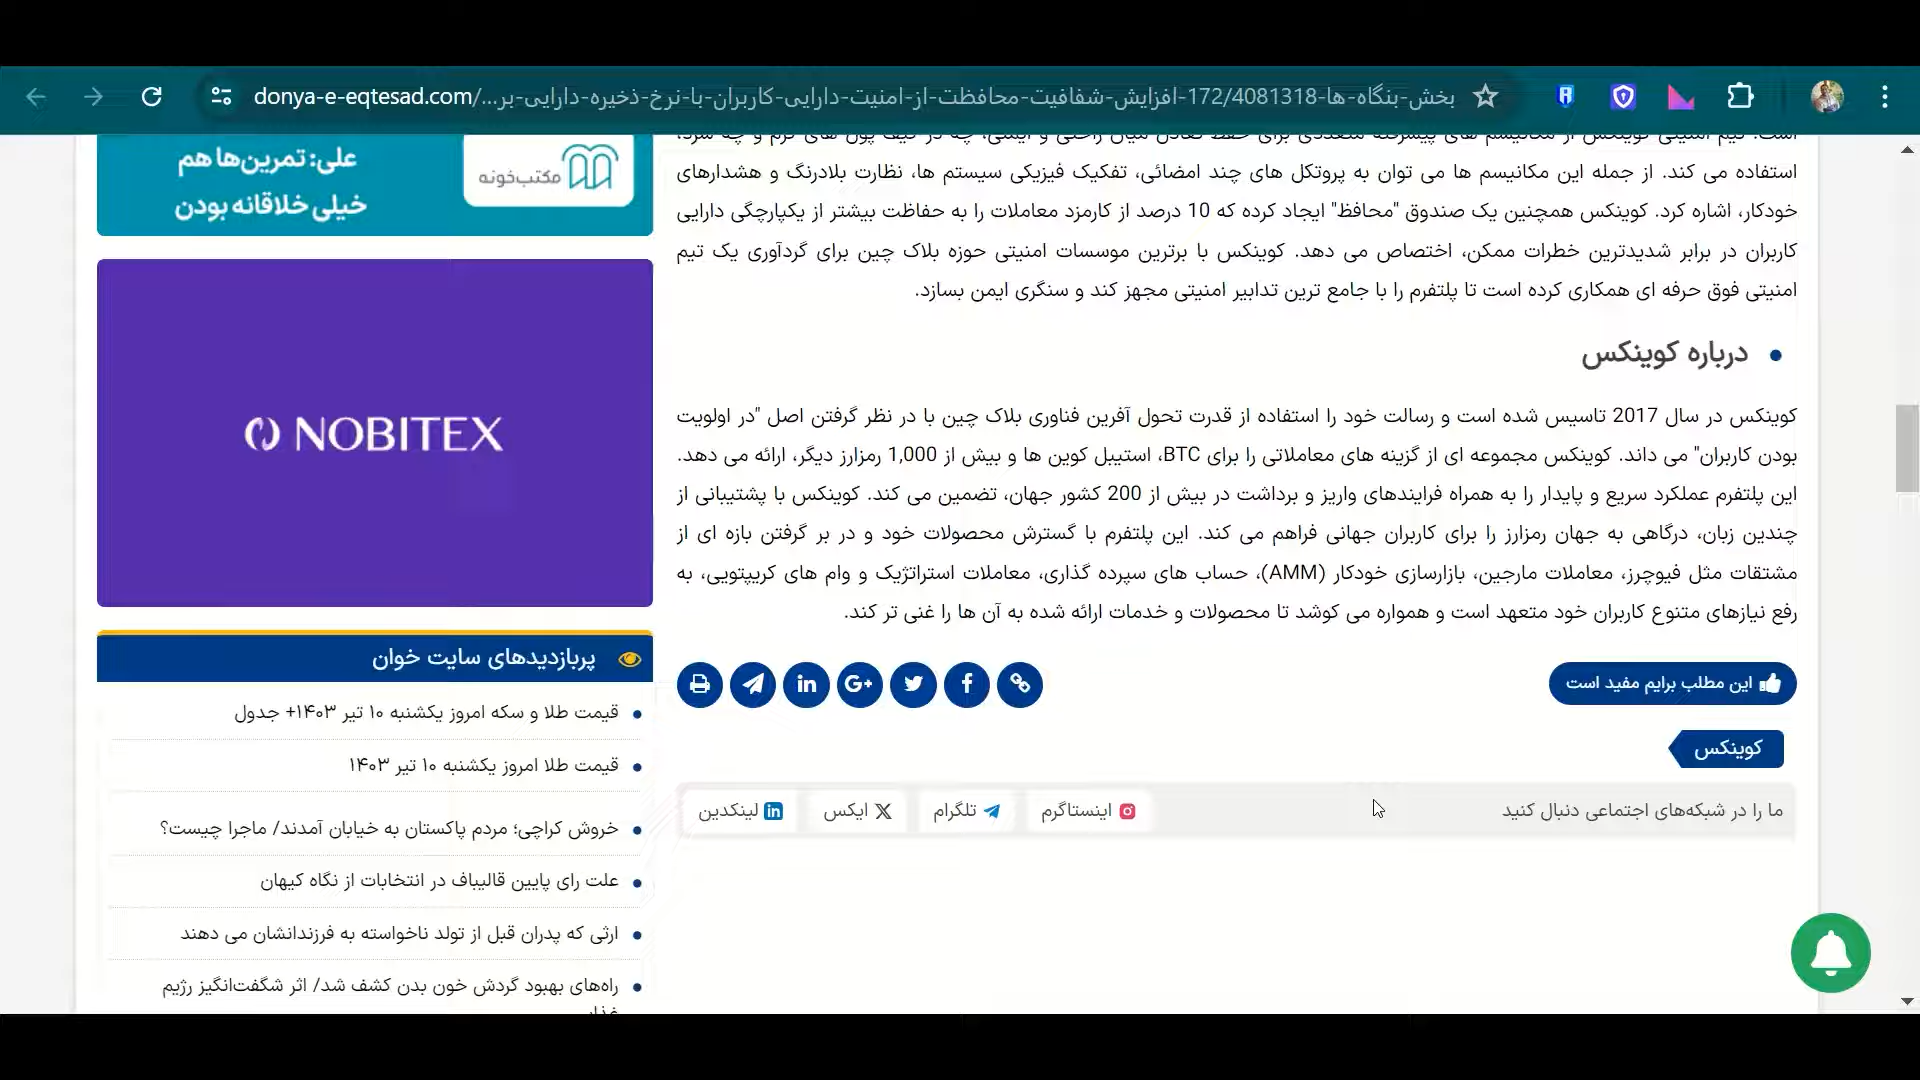 donya-e-eqtesad.com/...بخش-بنگاه-ها-172/4081318-افزایش-شفافیت-محافظت-از-امنیت-دارایی-کاربران-با-نرخ-ذخیره-دارایی-بر
استفاده می کند. از جمله این مکانیسم ها می توان به پروتکل های چند امضائی، تفکیک فیزیکی سیستم ها، نظارت بلادرنگ و هشدارهای
خودکار، اشاره کرد. کوینکس همچنین یک صندوق "محافظ" ایجاد کرده که 10 درصد از کارمزد معاملات را به حفاظت بیشتر از یکپارچگی دارایی
کاربران در برابر شدیدترین خطرات ممکن، اختصاص می دهد. کوینکس با برترین موسسات امنیتی حوزه بلاک چین برای گردآوری یک تیم
امنیتی فوق حرفه ای همکاری کرده است تا پلتفرم را با جامع ترین تدابیر امنیتی مجهز کند و سنگری ایمن بسازد.
درباره کوینکس
کوینکس در سال 2017 تاسیس شده است و رسالت خود را استفاده از قدرت تحول آفرین فناوری بلاک چین با در نظر گرفتن اصل "در اولویت
بودن کاربران" می داند. کوینکس مجموعه ای از گزینه های معاملاتی را برای BTC، استیبل کوین ها و بیش از 1,000 رمزارز دیگر، ارائه می دهد.
این پلتفرم عملکرد سریع و پایدار را به همراه فرایندهای واریز و برداشت در بیش از 200 کشور جهان، تضمین می کند. کوینکس با پشتیبانی از
چندین زبان، درگاهی به جهان رمزارز را برای کاربران جهانی فراهم می کند. این پلتفرم با گسترش محصولات خود و در بر گرفتن بازه ای از
مشتقات مثل فیوچرز، معاملات مارجین، بازارسازی خودکار (AMM)، حساب های سپرده گذاری، معاملات استراتژیک و وام های کریپتویی، به
رفع نیازهای متنوع کاربران خود متعهد است و همواره می کوشد تا محصولات و خدمات ارائه شده به آن ها را غنی تر کند.
این مطلب برایم مفید است
کوینکس
ما را در شبکه‌های اجتماعی دنبال کنید
اینستاگرم
تلگرام
ایکس
لینکدین
علی: تمرین‌ها هم
خیلی خلاقانه بودن
مکتب‌خونه
NOBITEX
پربازدیدهای سایت خوان
قیمت طلا و سکه امروز یکشنبه ۱۰ تیر ۱۴۰۳+ جدول
قیمت طلا امروز یکشنبه ۱۰ تیر ۱۴۰۳
خروش کراچی؛ مردم پاکستان به خیابان آمدند/ ماجرا چیست؟
علت رای پایین قالیباف در انتخابات از نگاه کیهان
ارثی که پدران قبل از تولد ناخواسته به فرزندانشان می دهند
راه‌های بهبود گردش خون بدن کشف شد/ اثر شگفت‌انگیز رژیم